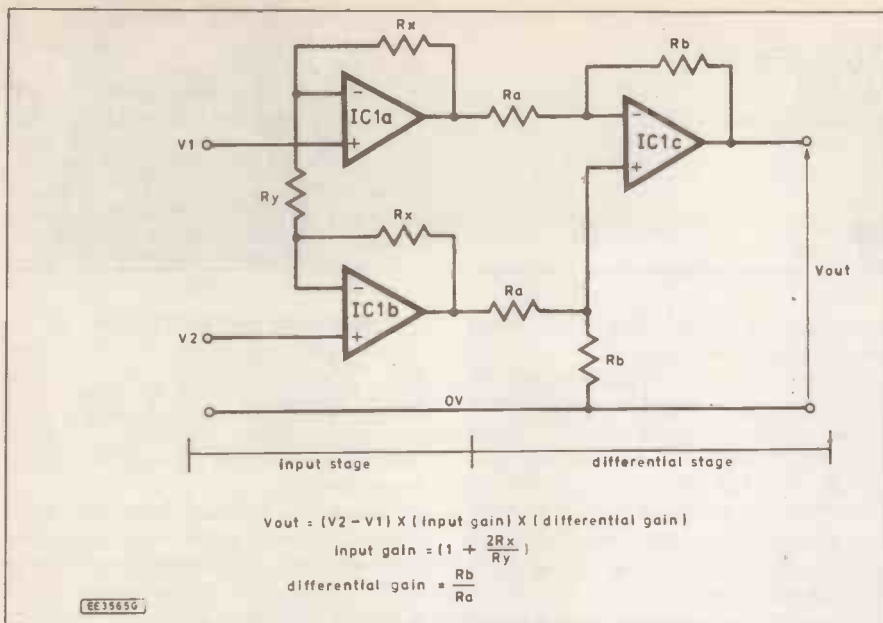 Rx
Rb
Ra
-
IC1a
+
-
IC1c
+
V1
Ry
Rx
Vout
-
IC1b
+
Ra
V2
Rb
0V
input stage
differential stage
Vout = (V2 - V1) X (input gain) X (differential gain)
input gain = (1 + 2Rx/Ry)
differential gain = Rb/Ra
EE3565G